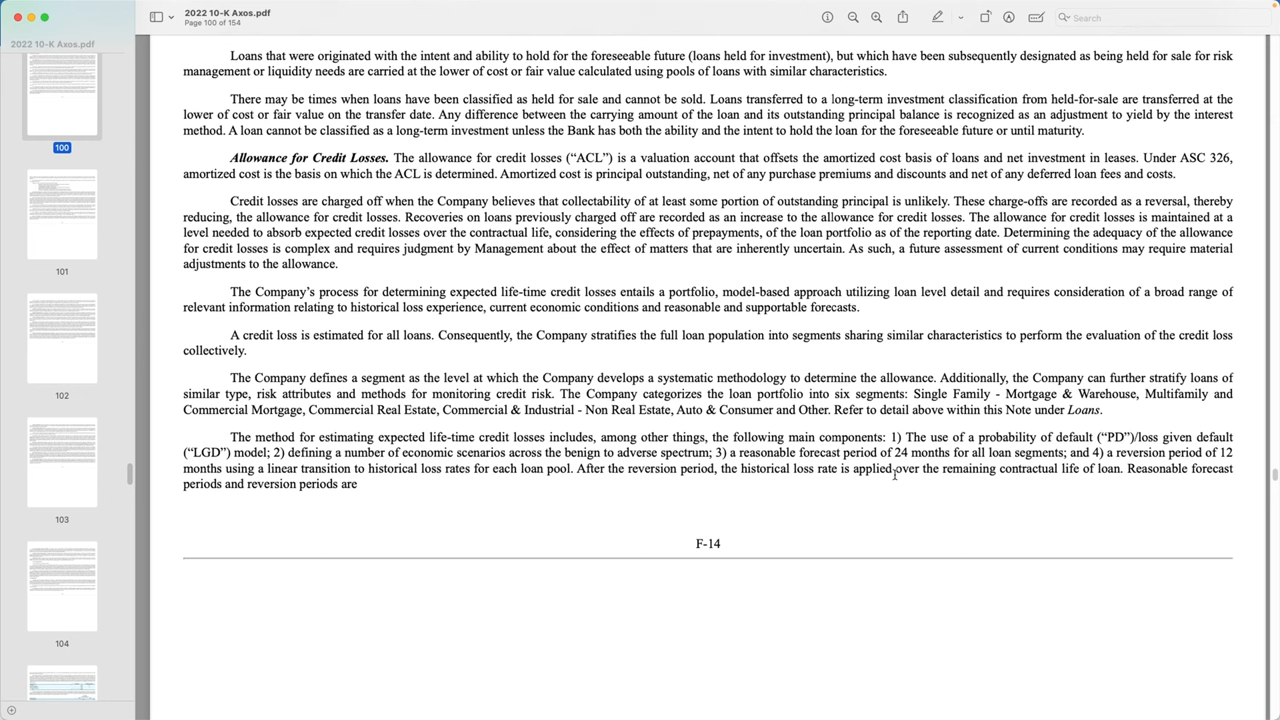 2022 10-K Axos.pdf
Page 100 of 154
Search
2022 10-K Axos.pdf
100
101
102
103
104
Loans that were originated with the intent and ability to hold for the foreseeable future (loans held for investment), but which have been subsequently designated as being held for sale for risk
management or liquidity needs are carried at the lower of cost or fair value calculated using pools of loans with similar characteristics.
There may be times when loans have been classified as held for sale and cannot be sold. Loans transferred to a long-term investment classification from held-for-sale are transferred at the
lower of cost or fair value on the transfer date. Any difference between the carrying amount of the loan and its outstanding principal balance is recognized as an adjustment to yield by the interest
method. A loan cannot be classified as a long-term investment unless the Bank has both the ability and the intent to hold the loan for the foreseeable future or until maturity.
Allowance for Credit Losses. The allowance for credit losses (“ACL”) is a valuation account that offsets the amortized cost basis of loans and net investment in leases. Under ASC 326,
amortized cost is the basis on which the ACL is determined. Amortized cost is principal outstanding, net of any purchase premiums and discounts and net of any deferred loan fees and costs.
Credit losses are charged off when the Company believes that collectability of at least some portion of outstanding principal is unlikely. These charge-offs are recorded as a reversal, thereby
reducing, the allowance for credit losses. Recoveries on loans previously charged off are recorded as an increase to the allowance for credit losses. The allowance for credit losses is maintained at a
level needed to absorb expected credit losses over the contractual life, considering the effects of prepayments, of the loan portfolio as of the reporting date. Determining the adequacy of the allowance
for credit losses is complex and requires judgment by Management about the effect of matters that are inherently uncertain. As such, a future assessment of current conditions may require material
adjustments to the allowance.
The Company’s process for determining expected life-time credit losses entails a portfolio, model-based approach utilizing loan level detail and requires consideration of a broad range of
relevant information relating to historical loss experience, current economic conditions and reasonable and supportable forecasts.
A credit loss is estimated for all loans. Consequently, the Company stratifies the full loan population into segments sharing similar characteristics to perform the evaluation of the credit loss
collectively.
The Company defines a segment as the level at which the Company develops a systematic methodology to determine the allowance. Additionally, the Company can further stratify loans of
similar type, risk attributes and methods for monitoring credit risk. The Company categorizes the loan portfolio into six segments: Single Family - Mortgage & Warehouse, Multifamily and
Commercial Mortgage, Commercial Real Estate, Commercial & Industrial - Non Real Estate, Auto & Consumer and Other. Refer to detail above within this Note under Loans.
The method for estimating expected life-time credit losses includes, among other things, the following main components: 1) The use of a probability of default (“PD”)/loss given default
(“LGD”) model; 2) defining a number of economic scenarios across the benign to adverse spectrum; 3) a reasonable forecast period of 24 months for all loan segments; and 4) a reversion period of 12
months using a linear transition to historical loss rates for each loan pool. After the reversion period, the historical loss rate is applied over the remaining contractual life of loan. Reasonable forecast
periods and reversion periods are
F-14